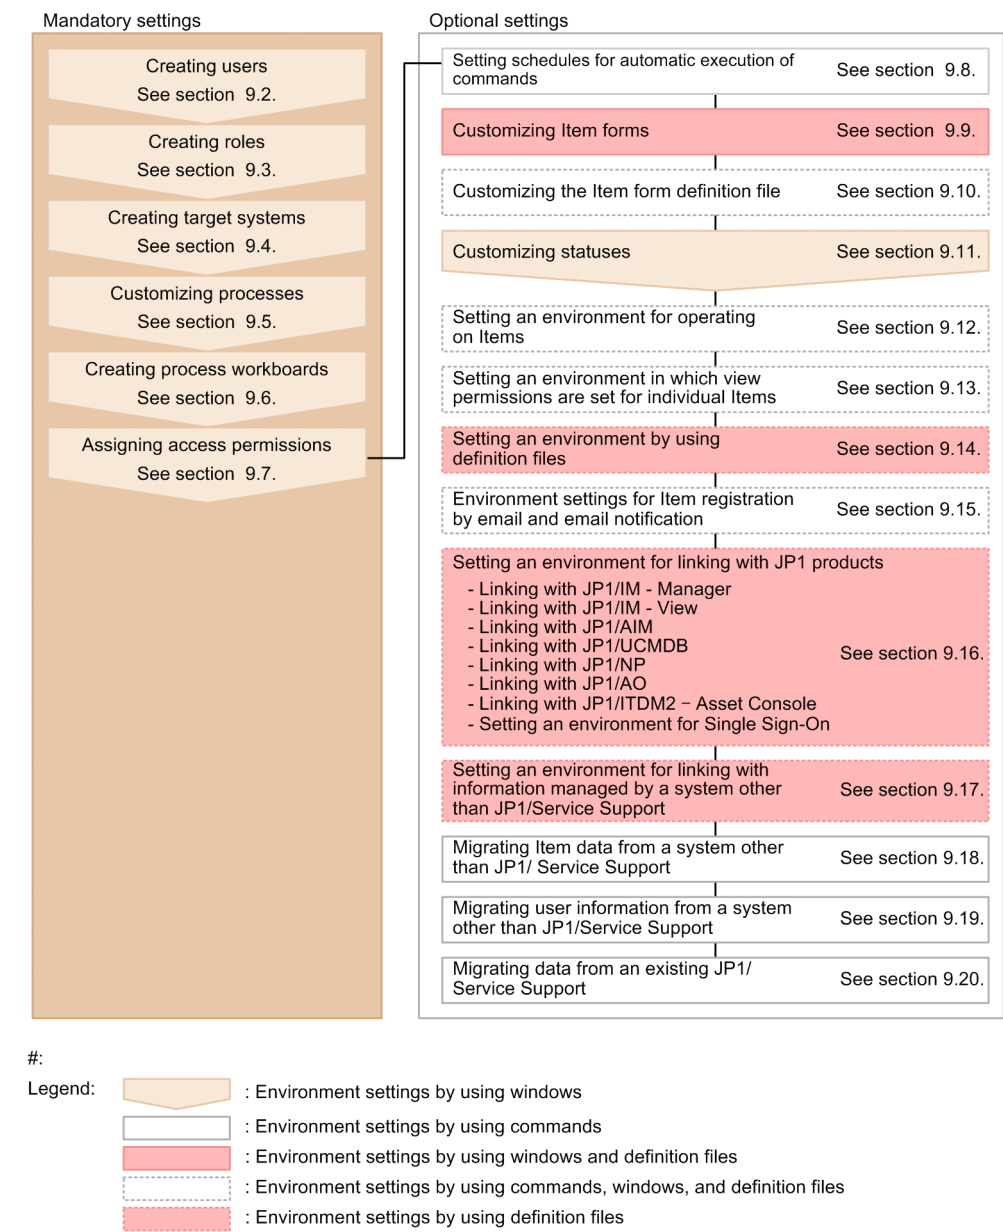 Mandatory settings
Creating users
See section 9.2.
Creating roles
See section 9.3.
Creating target systems
See section 9.4.
Customizing processes
See section 9.5.
Creating process workboards
See section 9.6.
Assigning access permissions
See section 9.7.
Optional settings
Setting schedules for automatic execution of
commands
See section 9.8.
Customizing Item forms
See section 9.9.
Customizing the Item form definition file
See section 9.10.
Customizing statuses
See section 9.11.
Setting an environment for operating
on Items
See section 9.12.
Setting an environment in which view
permissions are set for individual Items
See section 9.13.
Setting an environment by using
definition files
See section 9.14.
Environment settings for Item registration
by email and email notification
See section 9.15.
Setting an environment for linking with JP1 products
- Linking with JP1/IM - Manager
- Linking with JP1/IM - View
- Linking with JP1/AIM
- Linking with JP1/UCMDB
- Linking with JP1/NP
- Linking with JP1/AO
- Linking with JP1/ITDM2 − Asset Console
- Setting an environment for Single Sign-On
See section 9.16.
Setting an environment for linking with
information managed by a system other
than JP1/Service Support
See section 9.17.
Migrating Item data from a system other
than JP1/ Service Support
See section 9.18.
Migrating user information from a system
other than JP1/Service Support
See section 9.19.
Migrating data from an existing JP1/
Service Support
See section 9.20.
#:
Legend:
: Environment settings by using windows
: Environment settings by using commands
: Environment settings by using windows and definition files
: Environment settings by using commands, windows, and definition files
: Environment settings by using definition files